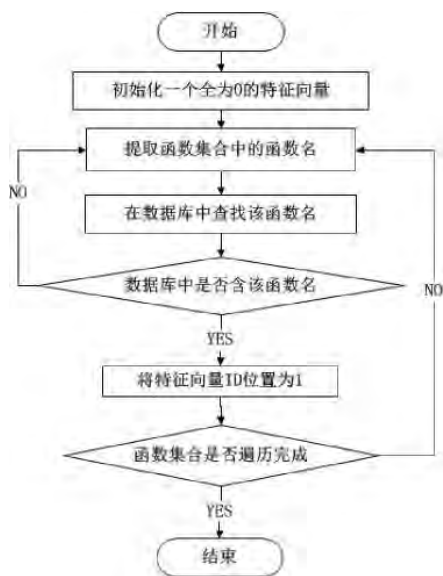 开始
初始化一个全为0的特征向量
提取函数集合中的函数名
NO
在数据库中查找该函数名
数据库中是否含该函数名
NO
YES
将特征向量ID位置为1
函数集合是否遍历完成
YES
结束